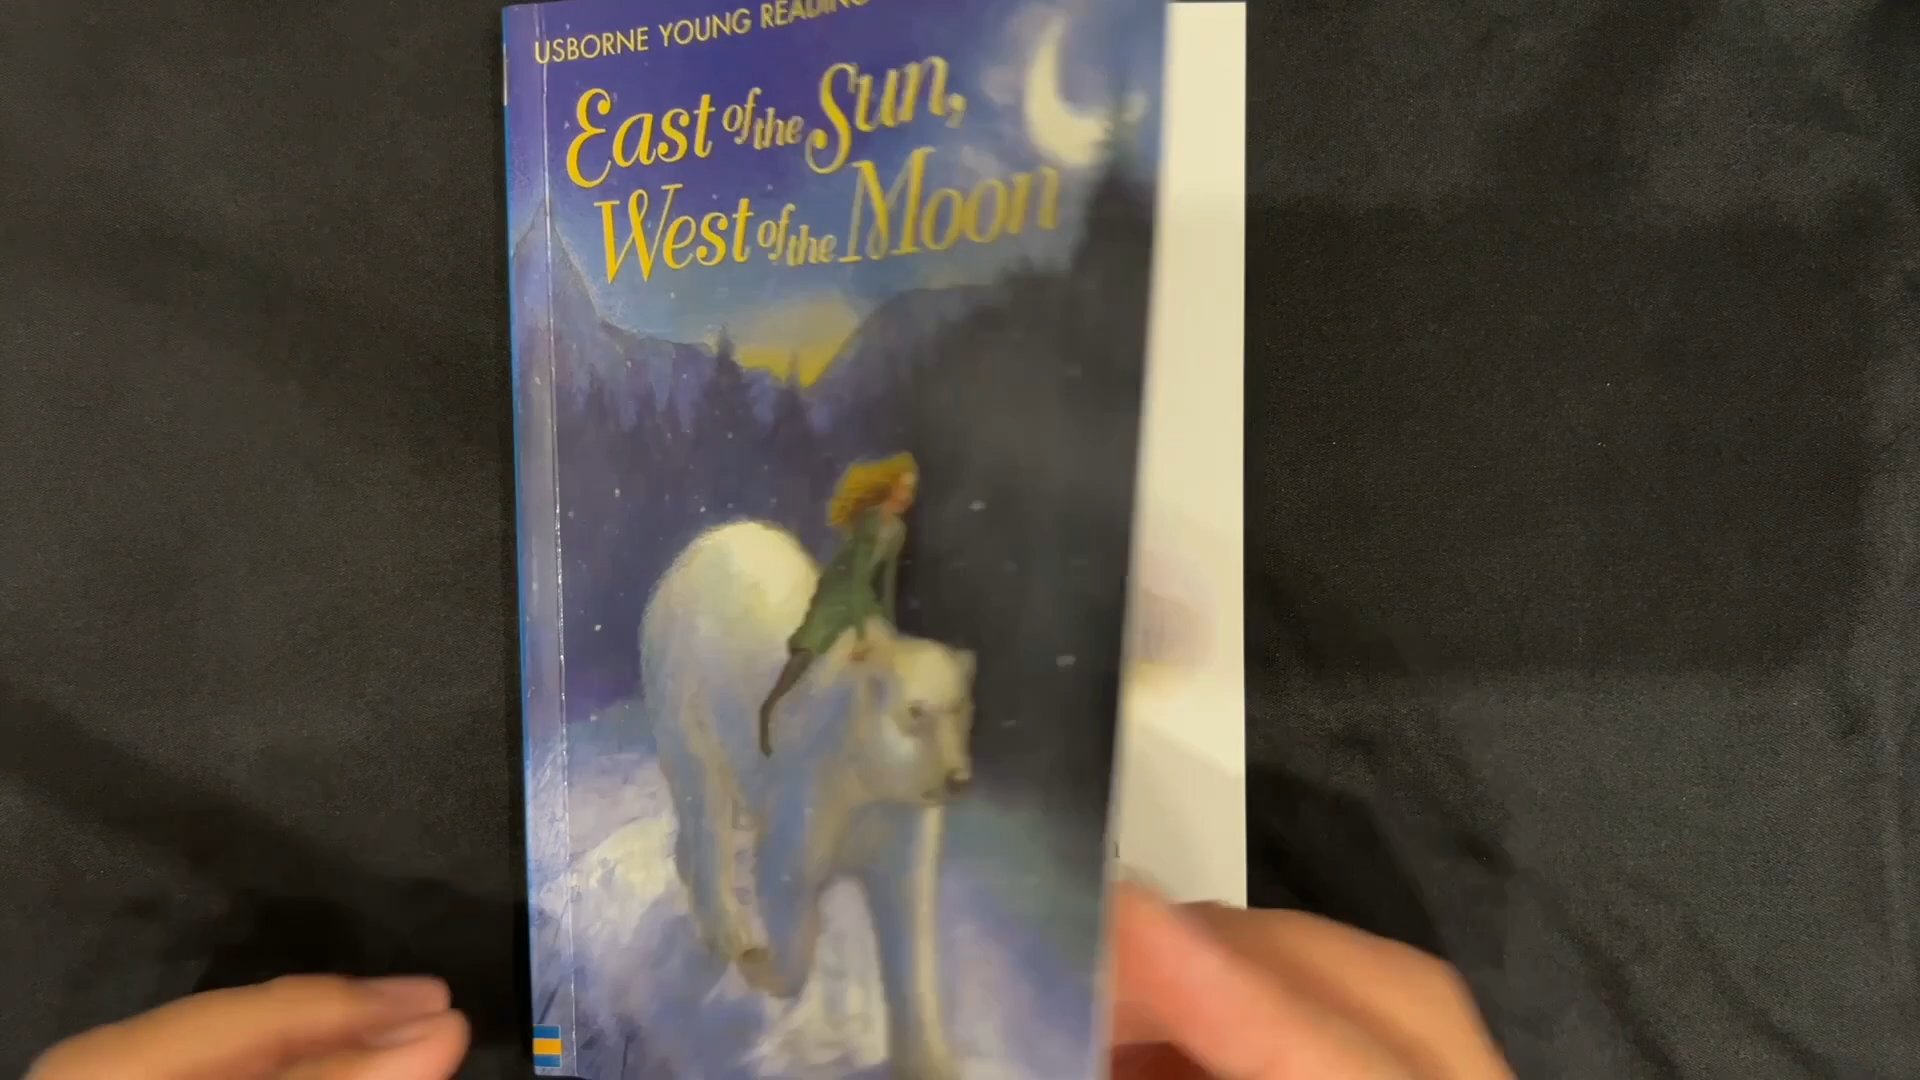 USBORNE YOUNG READING
East of the Sun,
West of the Moon